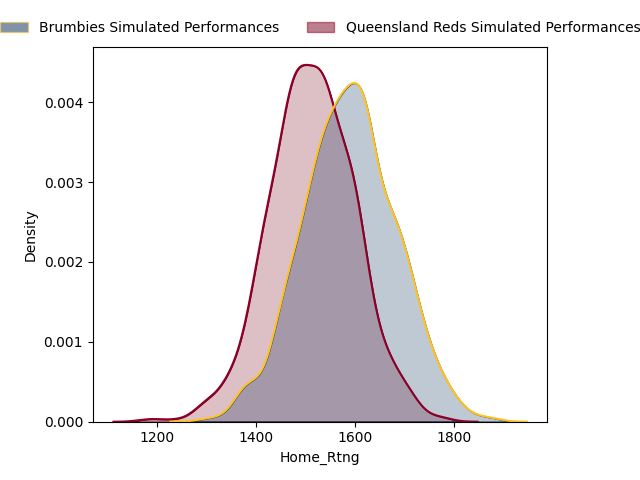 Brumbies Simulated Performances Queensland Reds Simulated Performances
0.004
0.003
0.002
0.001
0.000
Density
1200 1400 1600 1800
Home_Rtng